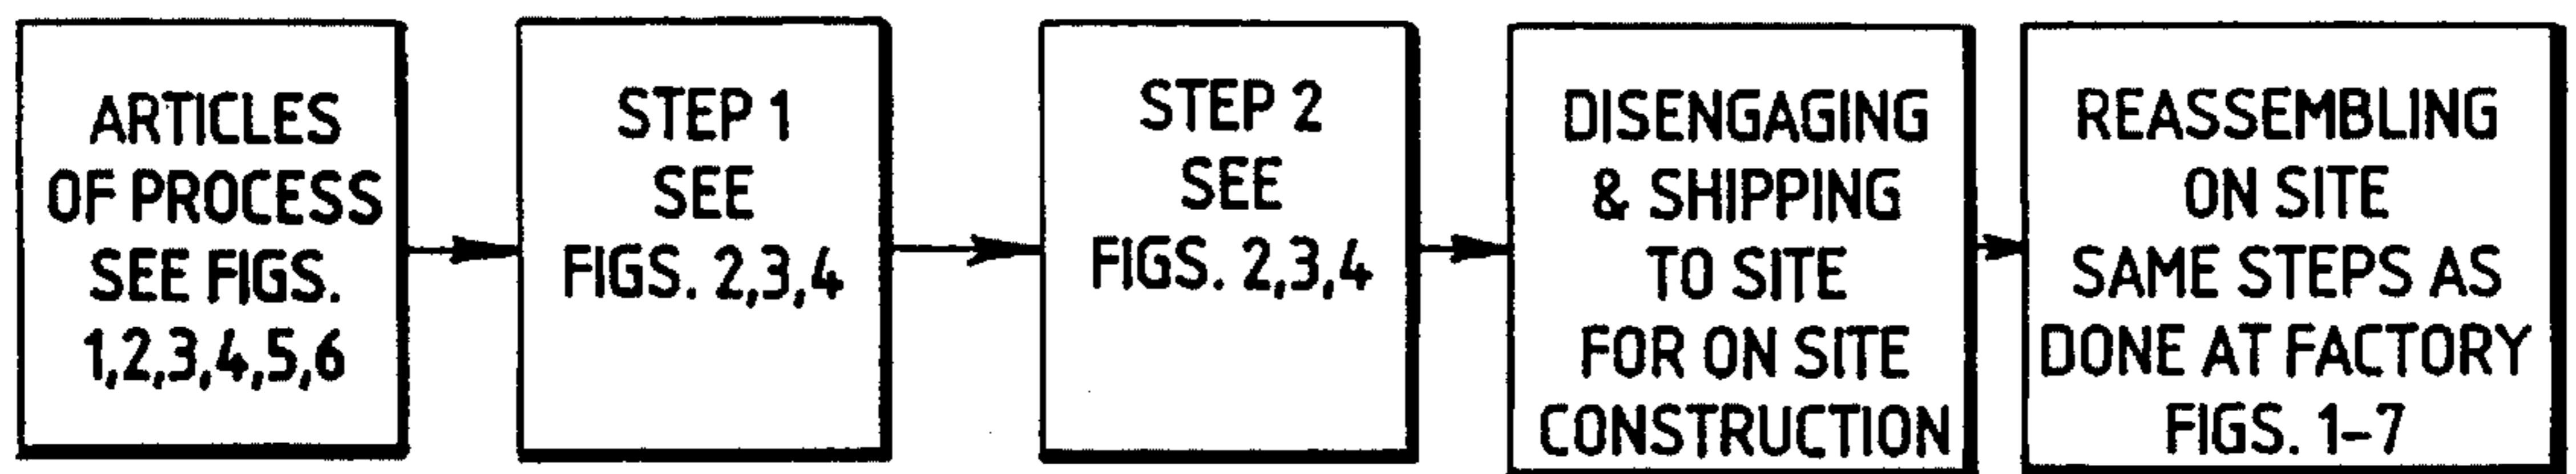 ARTICLES
OF PROCESS
SEE FIGS.
1,2,3,4,5,6
STEP 1
SEE
FIGS. 2,3,4
STEP 2
SEE
FIGS. 2,3,4
DISENGAGING
& SHIPPING
TO SITE
FOR ON SITE
CONSTRUCTION
REASSEMBLING
ON SITE
SAME STEPS AS
DONE AT FACTORY
FIGS. 1-7